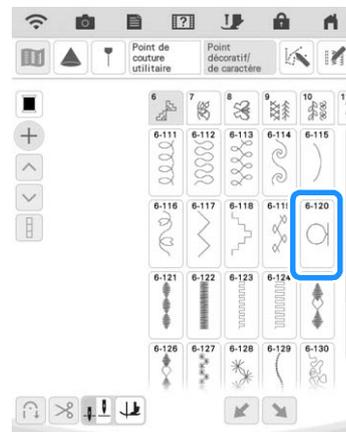 Point de
couture
utilitaire
Point
décoratif/
de caractère
6 7 8 9 10
6-111 6-112 6-113 6-114 6-115
6-116 6-117 6-118 6-120
6-121 6-122 6-123 6-124
6-126 6-127 6-128 6-129 6-130